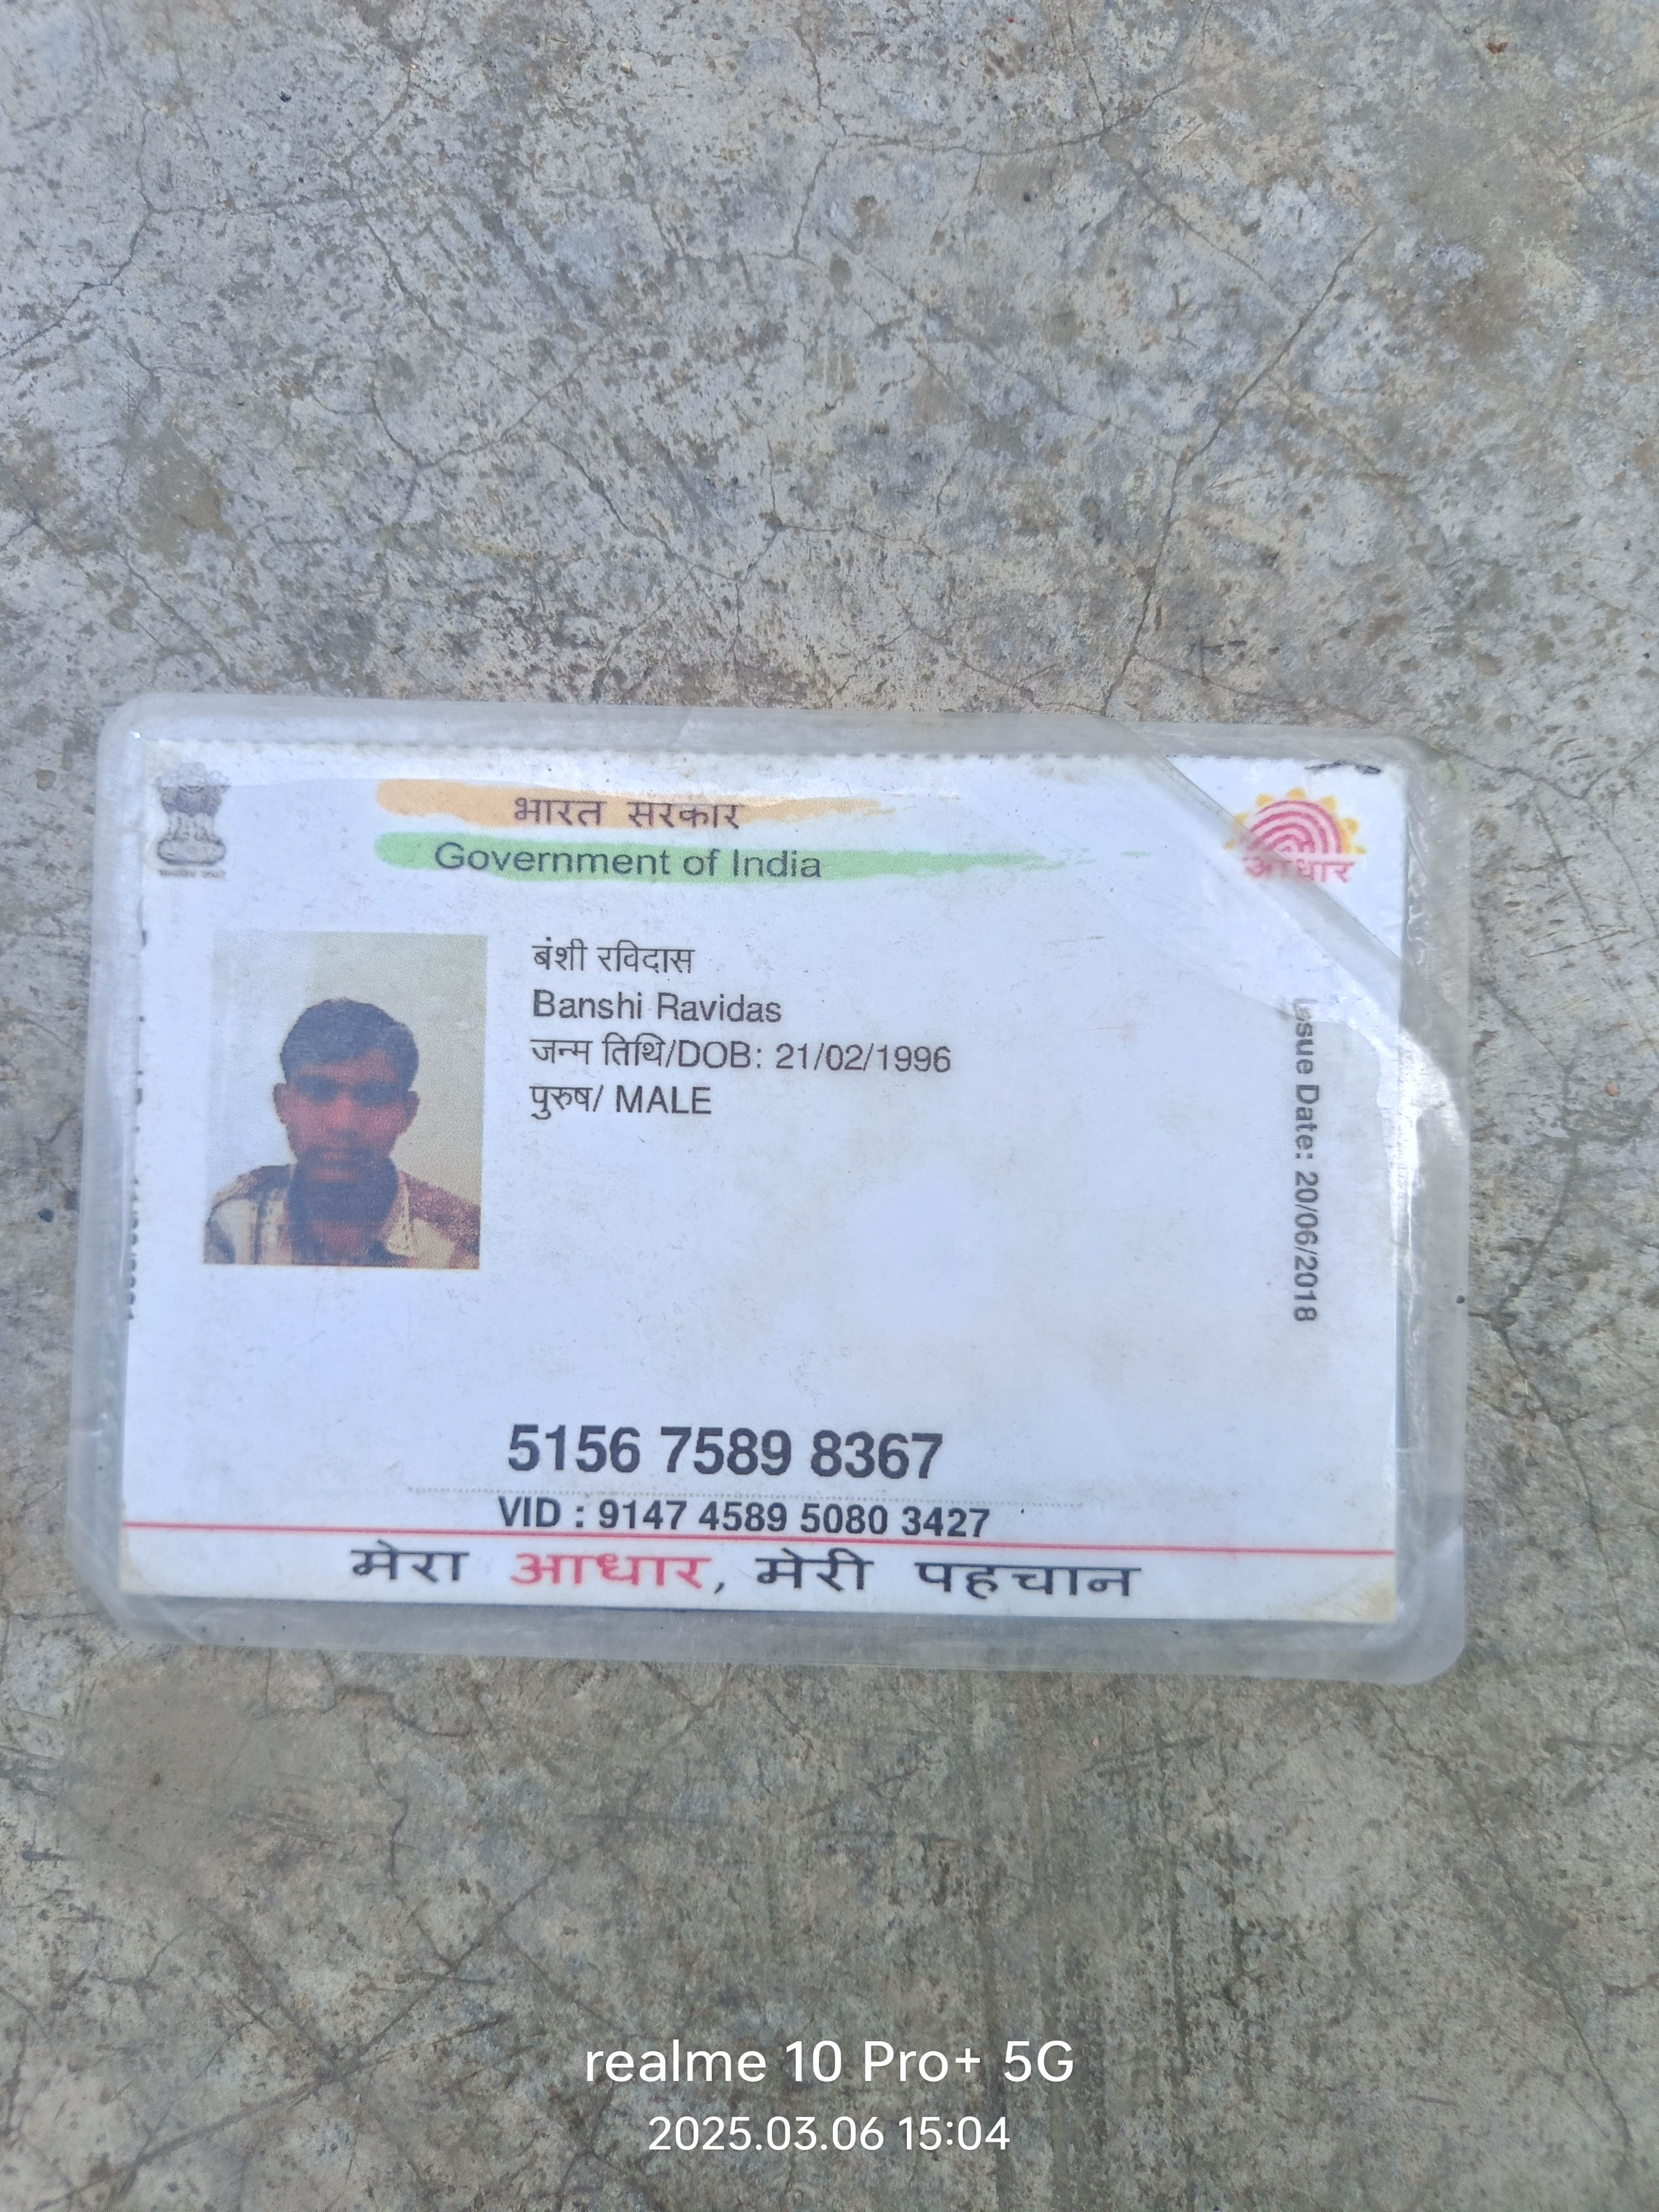 भारत सरकार
Government of India
आधार
बंशी रविदास
Banshi Ravidas
जन्म तिथि/DOB: 21/02/1996
पुरुष/ MALE
Issue Date: 20/06/2018
5156 7589 8367
VID : 9147 4589 5080 3427
मेरा आधार, मेरी पहचान
realme 10 Pro+ 5G
2025.03.06 15:04